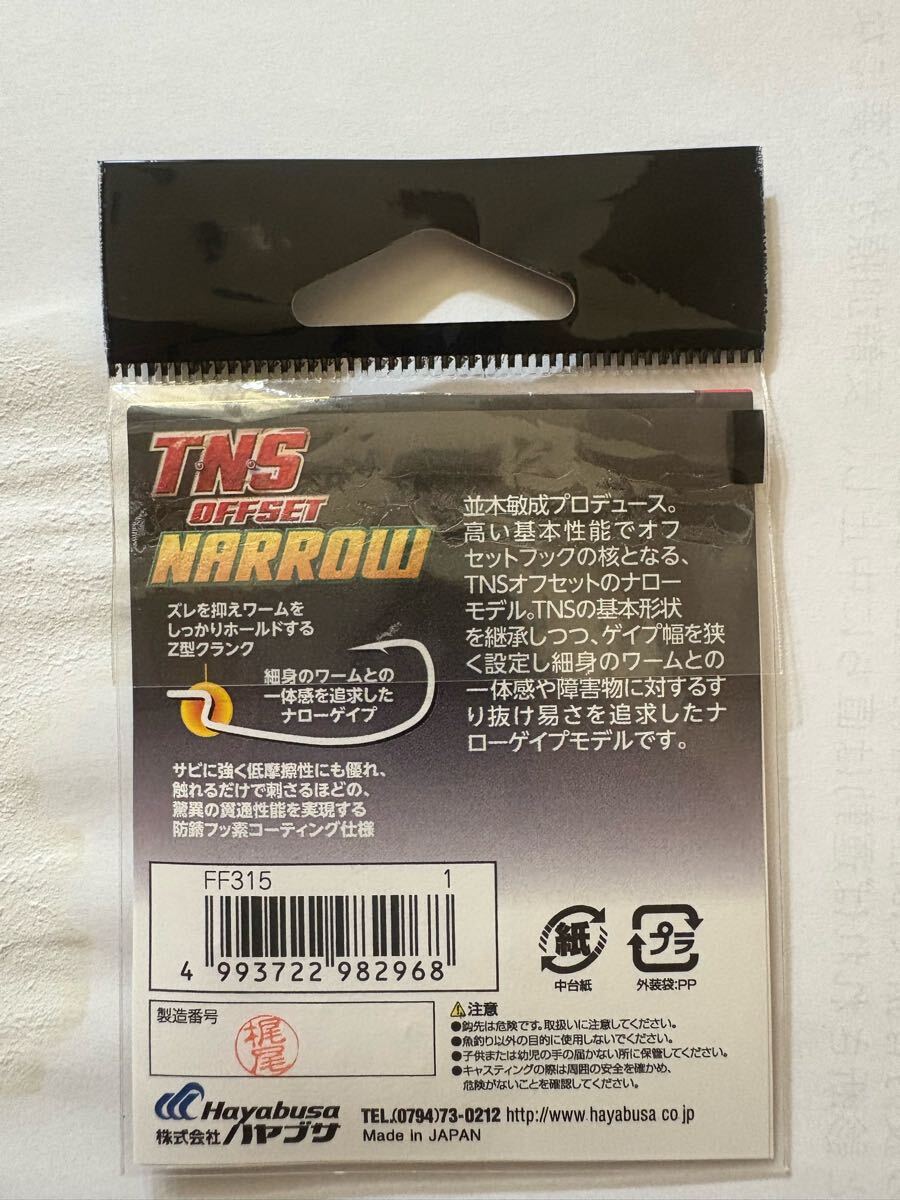 T.N.S
OFFSET
NARROW
並木敏成プロデュース。
高い基本性能でオフ
セットフックの核となる、
TNSオフセットのナロー
モデル。TNSの基本形状
を継承しつつ、ゲイプ幅を狭
く設定し細身のワームとの
一体感や障害物に対するす
り抜け易さを追求したナ
ローゲイプモデルです。
ズレを抑えワームを
しっかりホールドする
Z型クランク
細身のワームとの
一体感を追求した
ナローゲイプ
サビに強く低摩擦性にも優れ、
触れるだけで刺さるほどの、
驚異の貫通性能を実現する
防錆フッ素コーティング仕様
FF315 1
4 993722 982968
紙
中台紙
プラ
外装袋:PP
製造番号
梶尾
注意
●鈎先は危険です。取扱いに注意してください。
●魚釣り以外の目的に使用しないでください。
●子供または幼児の手の届かない所に保管してください。
●キャスティングの際は周囲の安全を確かめ、
危険がないことを確認してください。
Hayabusa
株式会社ハヤブサ
TEL.(0794)73-0212 http://www.hayabusa.co.jp
Made in JAPAN